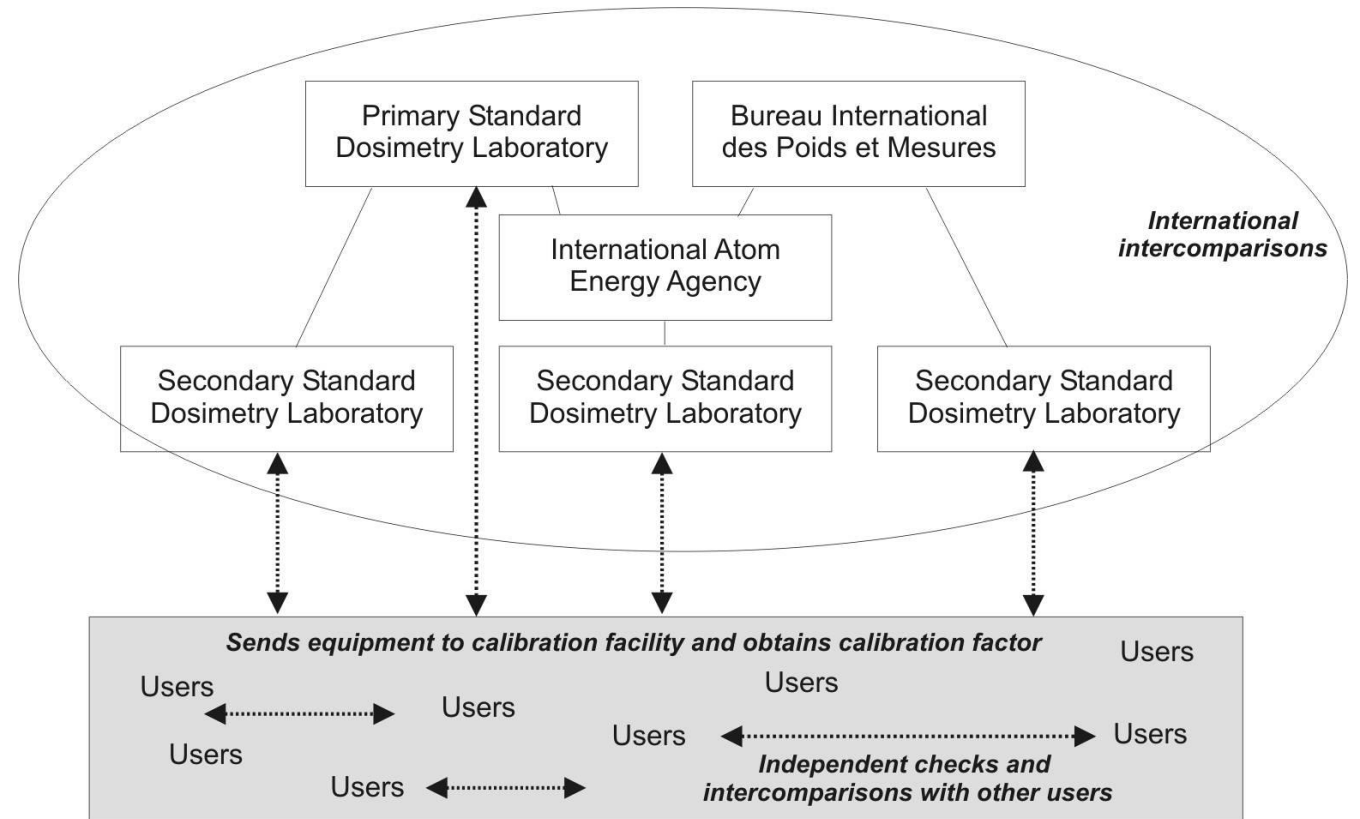 Primary Standard
Dosimetry Laboratory
Bureau International
des Poids et Mesures
International
intercomparisons
International Atom
Energy Agency
Secondary Standard
Dosimetry Laboratory
Secondary Standard
Dosimetry Laboratory
Secondary Standard
Dosimetry Laboratory
Sends equipment to calibration facility and obtains calibration factor
Users
Users
Users
Users
Users
Users
Users
Users
Independent checks and
intercomparisons with other users